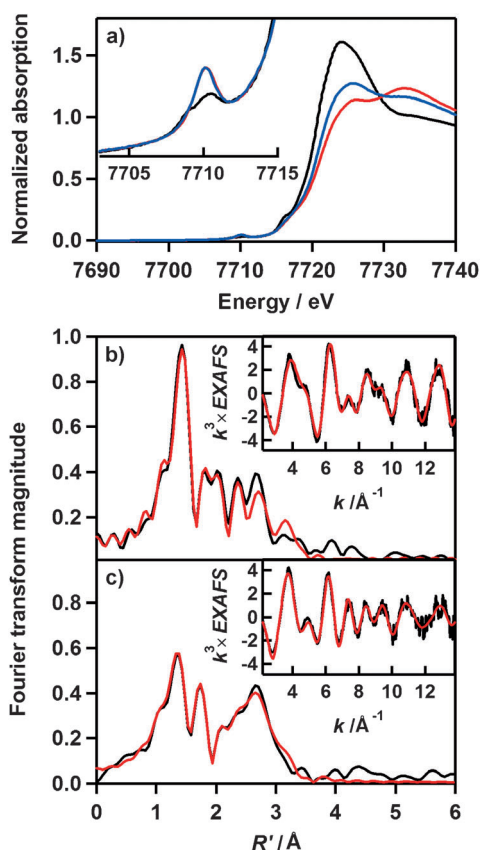 a)
Normalized absorption
1.5
1.0
0.5
0.0
7705 7710 7715
7690 7700 7710 7720 7730 7740
Energy / eV
Fourier transform magnitude
b)
1.0
0.8
0.6
0.4
0.2
k³ × EXAFS
4
2
0
-2
-4
4 6 8 10 12
k /Å⁻¹
c)
0.8
0.6
0.4
0.2
0.0
k³ × EXAFS
4
2
0
-2
-4
4 6 8 10 12
k /Å⁻¹
0 1 2 3 4 5 6
R' / Å